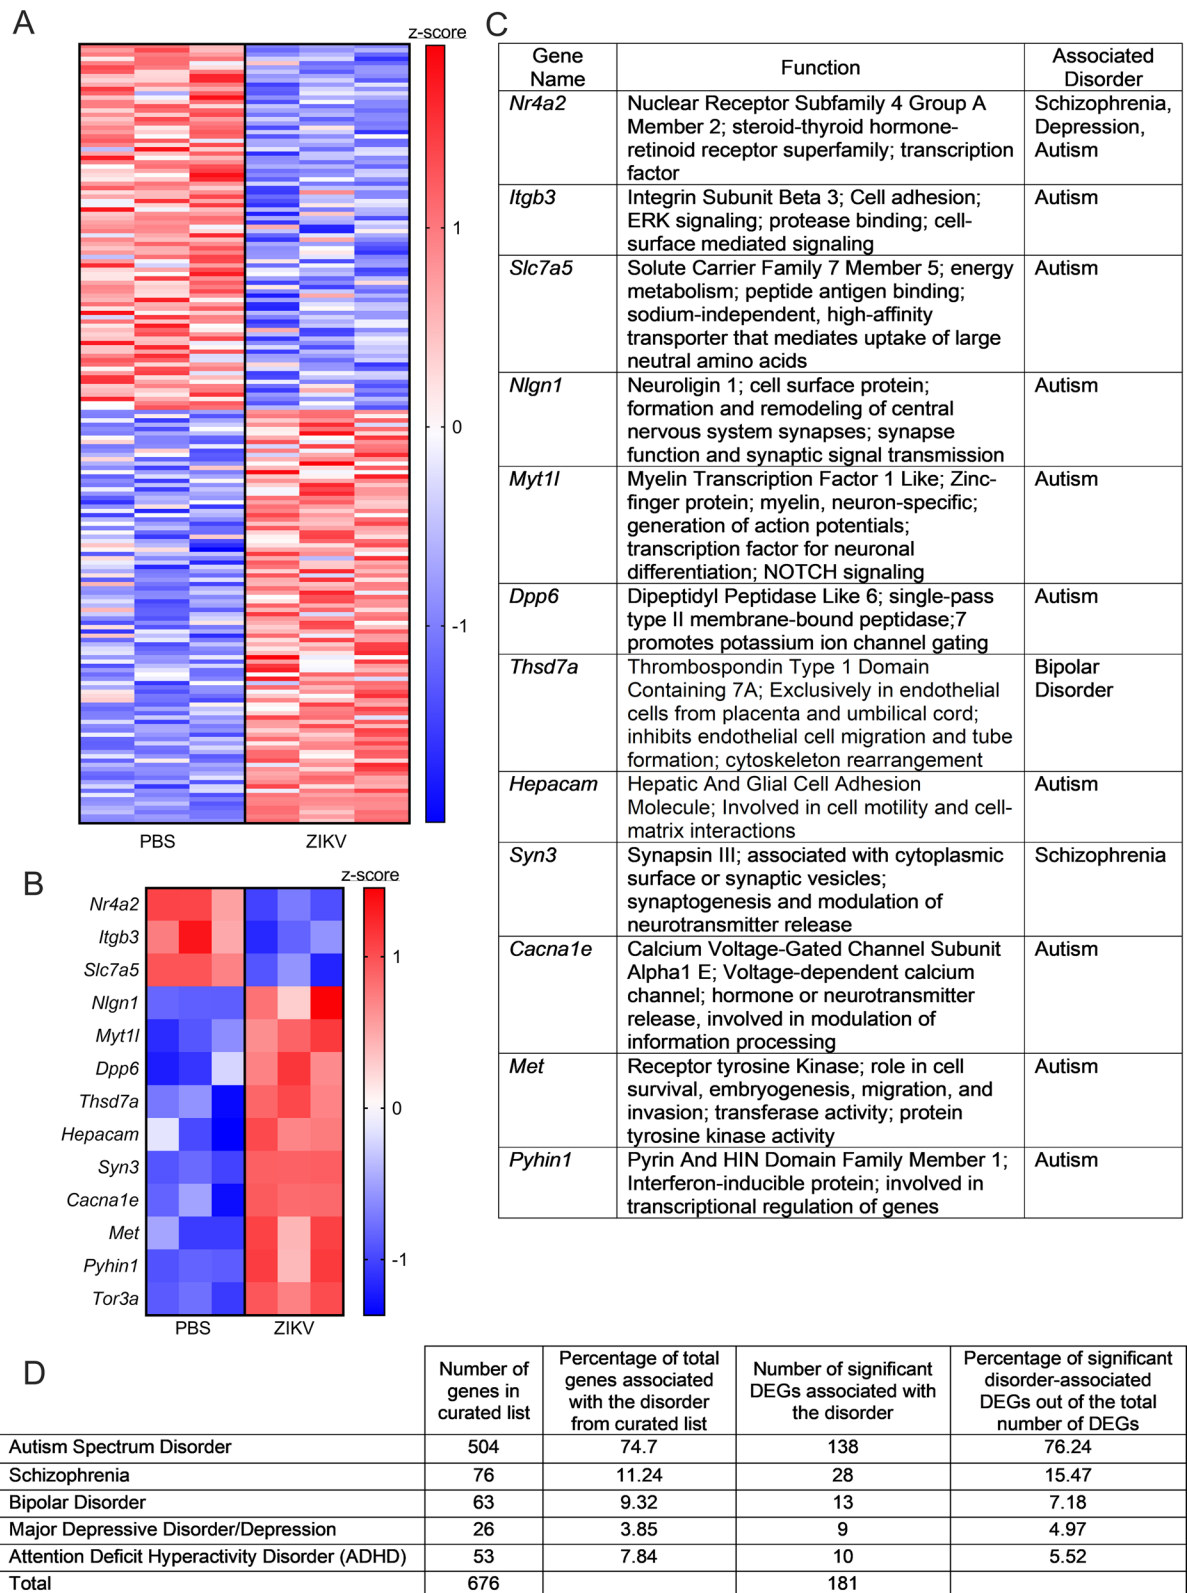 A
z-score
1
0
-1
PBS
ZIKV
B
z-score
Nr4a2
Itgb3
Slc7a5
Nlgn1
Myt1l
Dpp6
Thsd7a
Hepacam
Syn3
Cacna1e
Met
Pyhin1
Tor3a
1
0
-1
PBS
ZIKV
C
Gene
Name
Function
Associated
Disorder
Nr4a2
Nuclear Receptor Subfamily 4 Group A
Member 2; steroid-thyroid hormone-
retinoid receptor superfamily; transcription
factor
Schizophrenia,
Depression,
Autism
Itgb3
Integrin Subunit Beta 3; Cell adhesion;
ERK signaling; protease binding; cell-
surface mediated signaling
Autism
Slc7a5
Solute Carrier Family 7 Member 5; energy
metabolism; peptide antigen binding;
sodium-independent, high-affinity
transporter that mediates uptake of large
neutral amino acids
Autism
Nlgn1
Neuroligin 1; cell surface protein;
formation and remodeling of central
nervous system synapses; synapse
function and synaptic signal transmission
Autism
Myt1l
Myelin Transcription Factor 1 Like; Zinc-
finger protein; myelin, neuron-specific;
generation of action potentials;
transcription factor for neuronal
differentiation; NOTCH signaling
Autism
Dpp6
Dipeptidyl Peptidase Like 6; single-pass
type II membrane-bound peptidase;7
promotes potassium ion channel gating
Autism
Thsd7a
Thrombospondin Type 1 Domain
Containing 7A; Exclusively in endothelial
cells from placenta and umbilical cord;
inhibits endothelial cell migration and tube
formation; cytoskeleton rearrangement
Bipolar
Disorder
Hepacam
Hepatic And Glial Cell Adhesion
Molecule; Involved in cell motility and cell-
matrix interactions
Autism
Syn3
Synapsin III; associated with cytoplasmic
surface or synaptic vesicles;
synaptogenesis and modulation of
neurotransmitter release
Schizophrenia
Cacna1e
Calcium Voltage-Gated Channel Subunit
Alpha1 E; Voltage-dependent calcium
channel; hormone or neurotransmitter
release, involved in modulation of
information processing
Autism
Met
Receptor tyrosine Kinase; role in cell
survival, embryogenesis, migration, and
invasion; transferase activity; protein
tyrosine kinase activity
Autism
Pyhin1
Pyrin And HIN Domain Family Member 1;
Interferon-inducible protein; involved in
transcriptional regulation of genes
Autism
D
Number of
genes in
curated list
Percentage of total
genes associated
with the disorder
from curated list
Number of significant
DEGs associated with
the disorder
Percentage of significant
disorder-associated
DEGs out of the total
number of DEGs
Autism Spectrum Disorder 504 74.7 138 76.24
Schizophrenia 76 11.24 28 15.47
Bipolar Disorder 63 9.32 13 7.18
Major Depressive Disorder/Depression 26 3.85 9 4.97
Attention Deficit Hyperactivity Disorder (ADHD) 53 7.84 10 5.52
Total 676 181